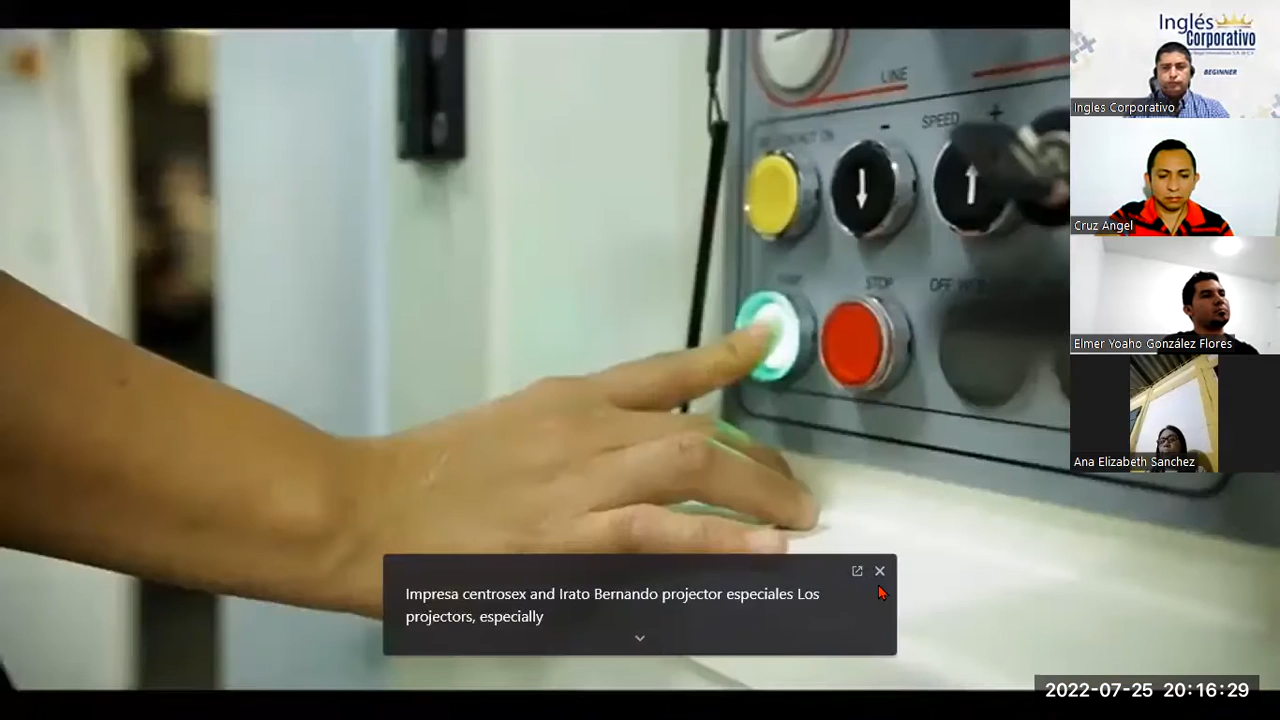 Inglés
Corporativo
BEGINNER
Ingles Corporativo
LINE
SPEED
- +
STOP
OFF
Cruz Angel
Elmer Yoaho González Flores
Ana Elizabeth Sanchez
Impresa centrosex and Irato Bernando projector especiales Los
projectors, especially
2022-07-25 20:16:29